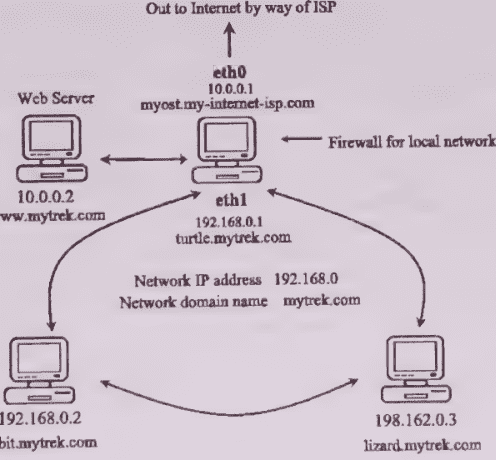 Out to Internet by way of ISP
eth0
10.0.0.1
myost.my-internet-isp.com
Web Server
Firewall for local network
10.0.0.2
www.mytrek.com
eth1
192.168.0.1
turtle.mytrek.com
Network IP address 192.168.0
Network domain name mytrek.com
192.168.0.2
bit.mytrek.com
198.162.0.3
lizard.mytrek.com